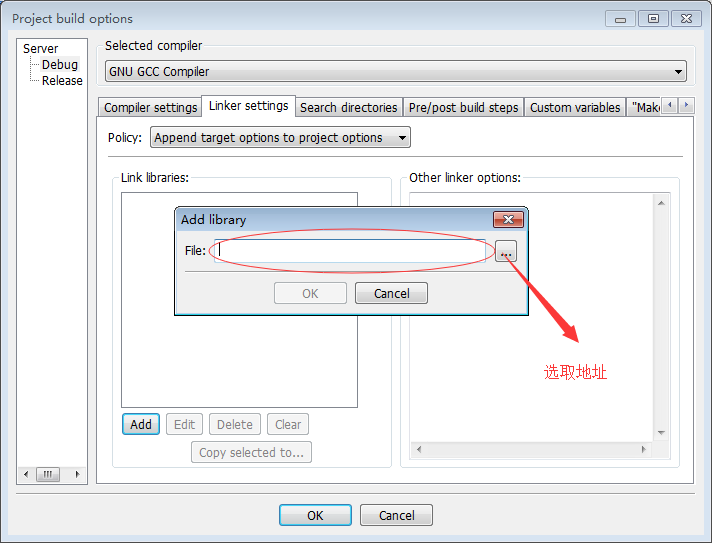 Project build options
Server
Debug
Release
Selected compiler
GNU GCC Compiler
Compiler settings Linker settings Search directories Pre/post build steps Custom variables "Make
Policy: Append target options to project options
Link libraries:
Other linker options:
Add library
File: ...
OK Cancel
选取地址
Add Edit Delete Clear
Copy selected to...
OK Cancel